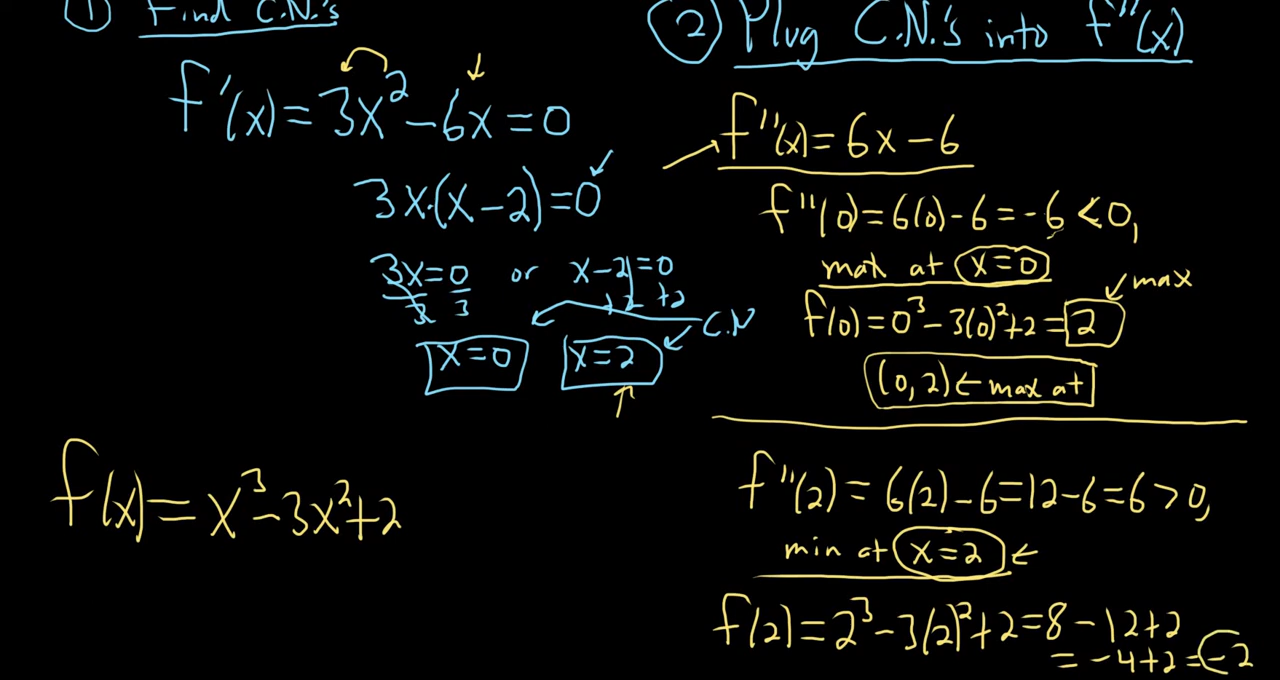 ① Find C.N.'s
f'(x) = 3x² - 6x = 0
3x·(x - 2) = 0
3x = 0 or x - 2 = 0
3 3 +2 +2
C.N
x = 0 x = 2
f(x) = x³ - 3x² + 2
② Plug C.N.'s into f''(x)
f''(x) = 6x - 6
f''(0) = 6(0) - 6 = -6 < 0,
max at x = 0
max
f(0) = 0³ - 3(0)² + 2 = 2
(0, 2) ← max at
f''(2) = 6(2) - 6 = 12 - 6 = 6 > 0,
min at x = 2 ←
f(2) = 2³ - 3(2)² + 2 = 8 - 12 + 2
= -4 + 2 = -2